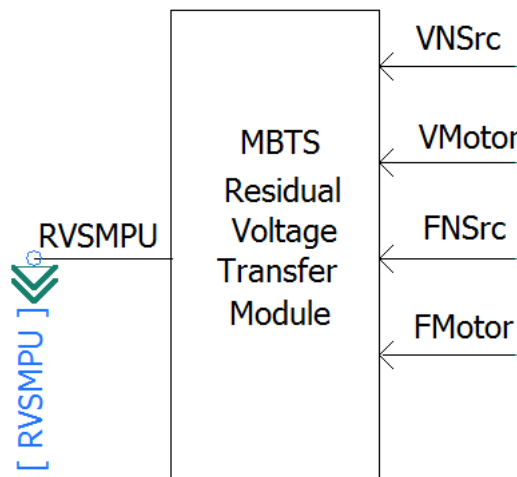 VNSrc
MBTS
VMotor
Residual
RVSMPU
Voltage
FNSrc
Transfer
Module
FMotor
[ RVSMPU ]